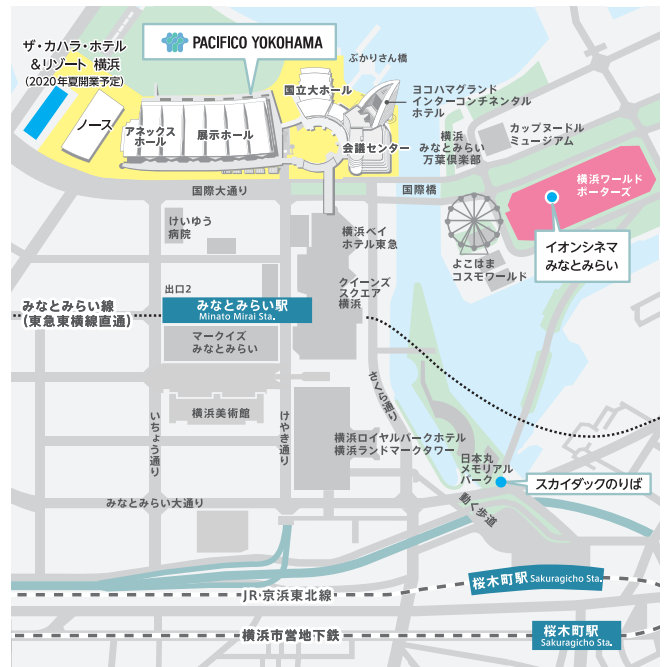 ザ・カハラ・ホテル
＆リゾート 横浜
(2020年夏開業予定)
PACIFICO YOKOHAMA
ぷかりさん橋
国立大ホール
ヨコハマグランド
インターコンチネンタル
ホテル
ノース
アネックス
ホール
展示ホール
会議センター
横浜
みなとみらい
万葉倶楽部
カップヌードル
ミュージアム
横浜ワールド
ポーターズ
国際大通り
国際橋
けいゆう
病院
横浜ベイ
ホテル東急
よこはま
コスモワールド
イオンシネマ
みなとみらい
出口2
クイーンズ
スクエア
横浜
みなとみらい線
(東急東横線直通)
みなとみらい駅
Minato Mirai Sta.
マークイズ
みなとみらい
さくら通り
横浜美術館
いちょう通り
けやき通り
横浜ロイヤルパークホテル
横浜ランドマークタワー
日本丸
メモリアル
パーク
スカイダックのりば
みなとみらい大通り
動く歩道
桜木町駅 Sakuragicho Sta.
JR・京浜東北線
横浜市営地下鉄
桜木町駅
Sakuragicho Sta.